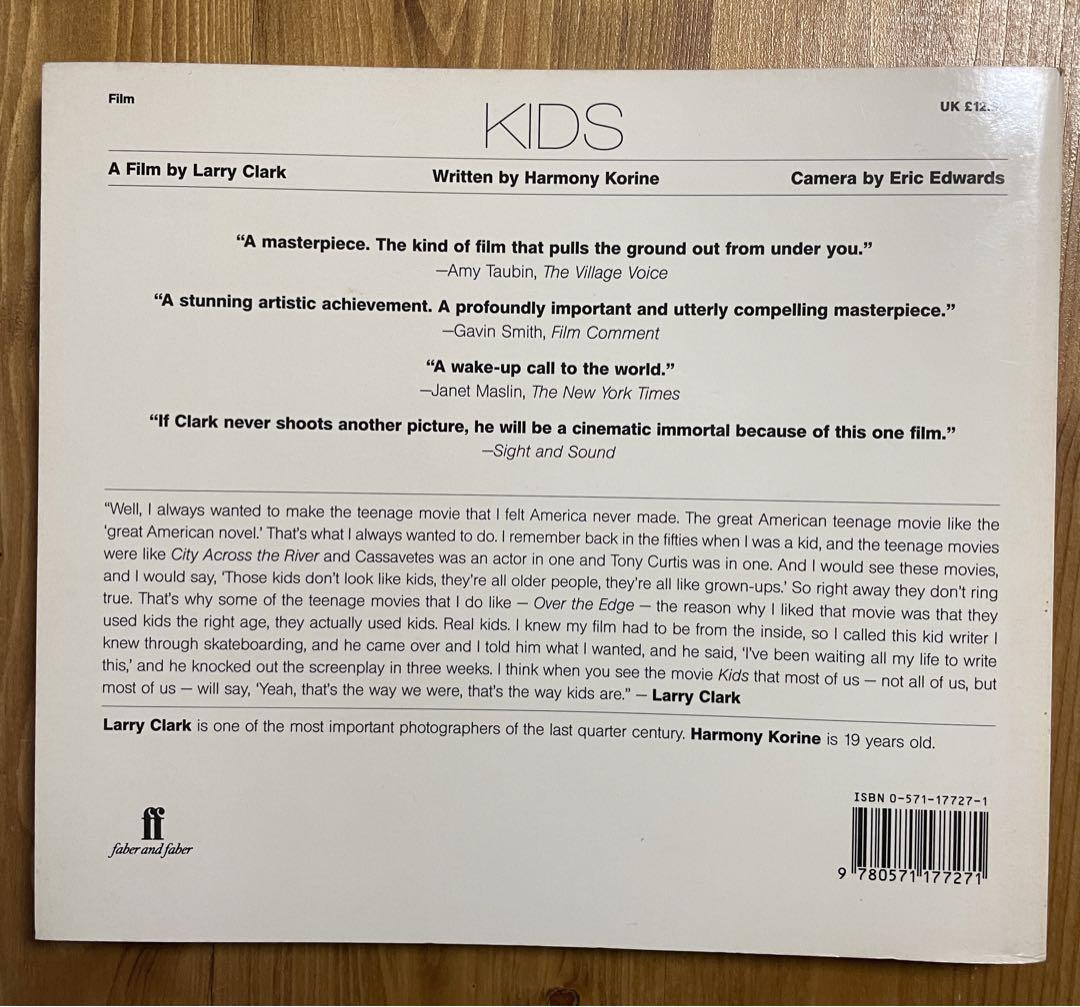 Film
KIDS
UK £12.
A Film by Larry Clark
Written by Harmony Korine
Camera by Eric Edwards
“A masterpiece. The kind of film that pulls the ground out from under you.”
—Amy Taubin, The Village Voice
“A stunning artistic achievement. A profoundly important and utterly compelling masterpiece.”
—Gavin Smith, Film Comment
“A wake-up call to the world.”
—Janet Maslin, The New York Times
“If Clark never shoots another picture, he will be a cinematic immortal because of this one film.”
—Sight and Sound
“Well, I always wanted to make the teenage movie that I felt America never made. The great American teenage movie like the
‘great American novel.’ That’s what I always wanted to do. I remember back in the fifties when I was a kid, and the teenage movies
were like City Across the River and Cassavetes was an actor in one and Tony Curtis was in one. And I would see these movies,
and I would say, ‘Those kids don’t look like kids, they’re all older people, they’re all like grown-ups.’ So right away they don’t ring
true. That’s why some of the teenage movies that I do like – Over the Edge – the reason why I liked that movie was that they
used kids the right age, they actually used kids. Real kids. I knew my film had to be from the inside, so I called this kid writer I
knew through skateboarding, and he came over and I told him what I wanted, and he said, ‘I’ve been waiting all my life to write
this,’ and he knocked out the screenplay in three weeks. I think when you see the movie Kids that most of us – not all of us, but
most of us – will say, ‘Yeah, that’s the way we were, that’s the way kids are.” – Larry Clark
Larry Clark is one of the most important photographers of the last quarter century. Harmony Korine is 19 years old.
ff
faber and faber
ISBN 0-571-17727-1
9 780571 177271